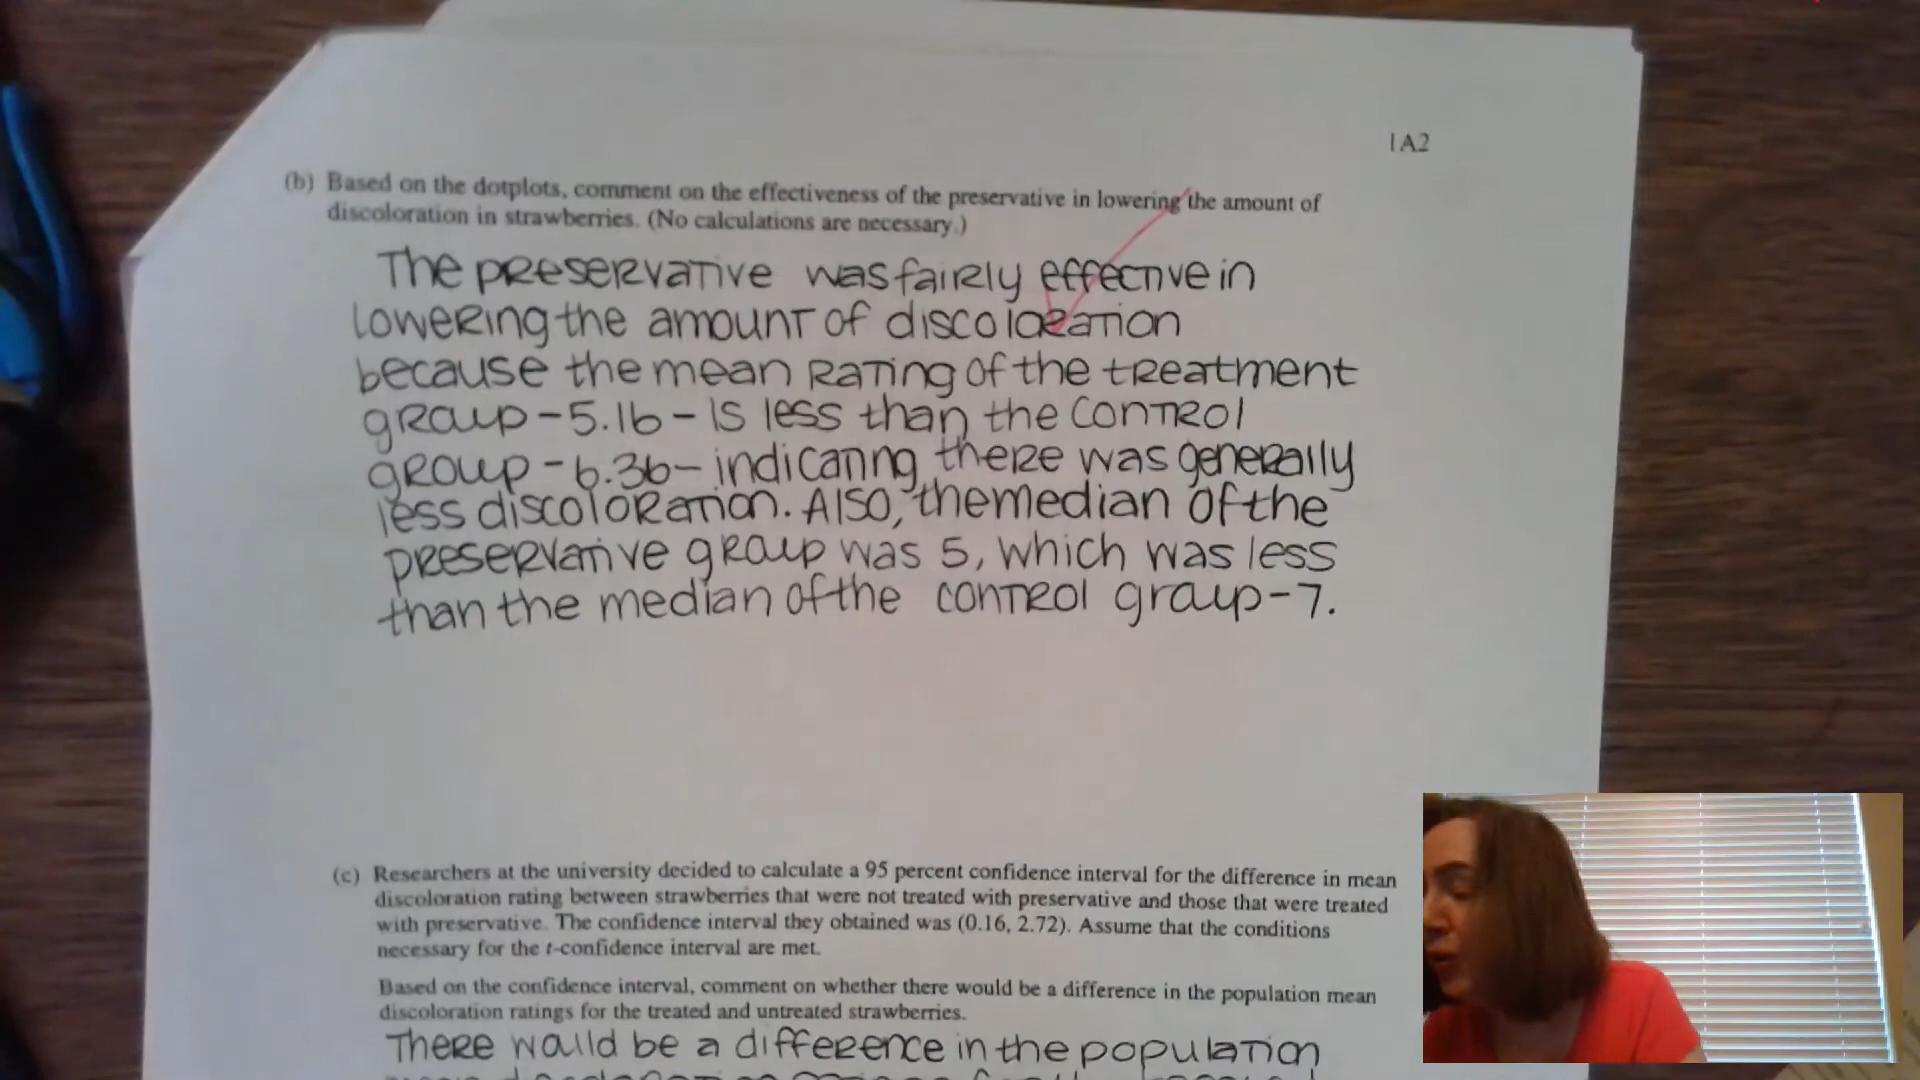 1A2
(b) Based on the dotplots, comment on the effectiveness of the preservative in lowering the amount of
discoloration in strawberries. (No calculations are necessary.)
The preservative was fairly effective in
lowering the amount of discoloration
because the mean rating of the treatment
group-5.16- is less than the control
group-6.36- indicating there was generally
less discoloration. Also, the median of the
preservative group was 5, which was less
than the median of the control group-7.
(c) Researchers at the university decided to calculate a 95 percent confidence interval for the difference in mean
discoloration rating between strawberries that were not treated with preservative and those that were treated
with preservative. The confidence interval they obtained was (0.16, 2.72). Assume that the conditions
necessary for the t-confidence interval are met.
Based on the confidence interval, comment on whether there would be a difference in the population mean
discoloration ratings for the treated and untreated strawberries.
There would be a difference in the population